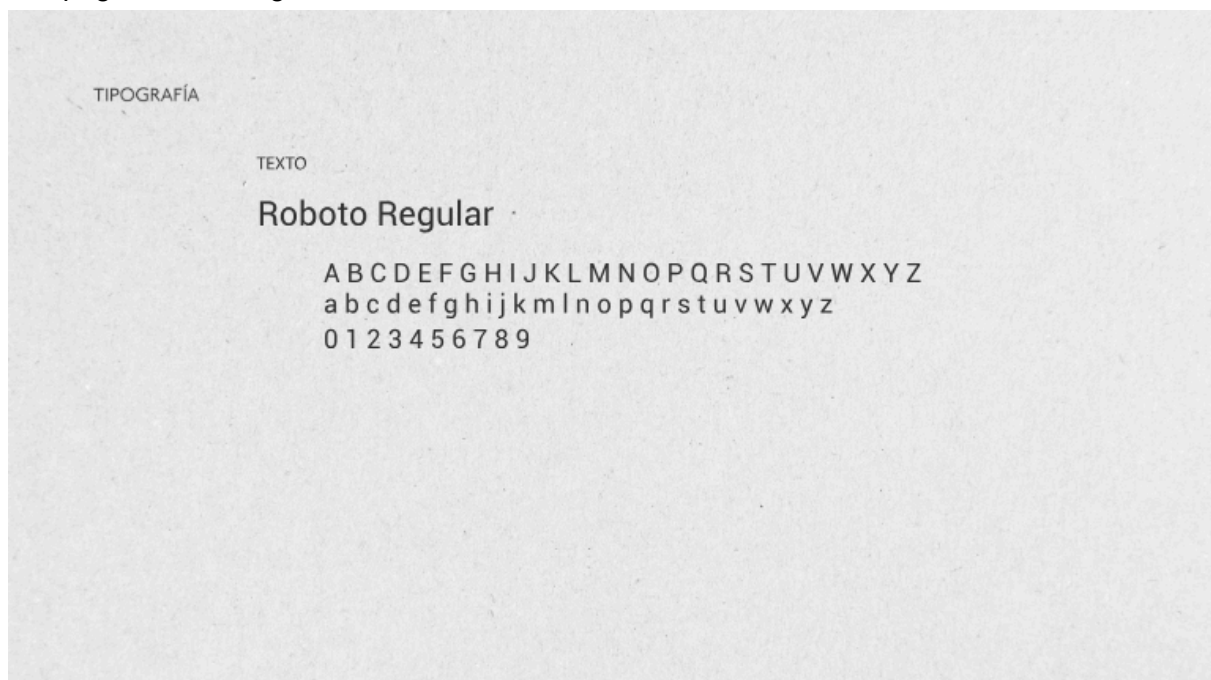 TIPOGRAFÍA
TEXTO
Roboto Regular
A B C D E F G H I J K L M N O P Q R S T U V W X Y Z
a b c d e f g h i j k m l n o p q r s t u v w x y z
0 1 2 3 4 5 6 7 8 9